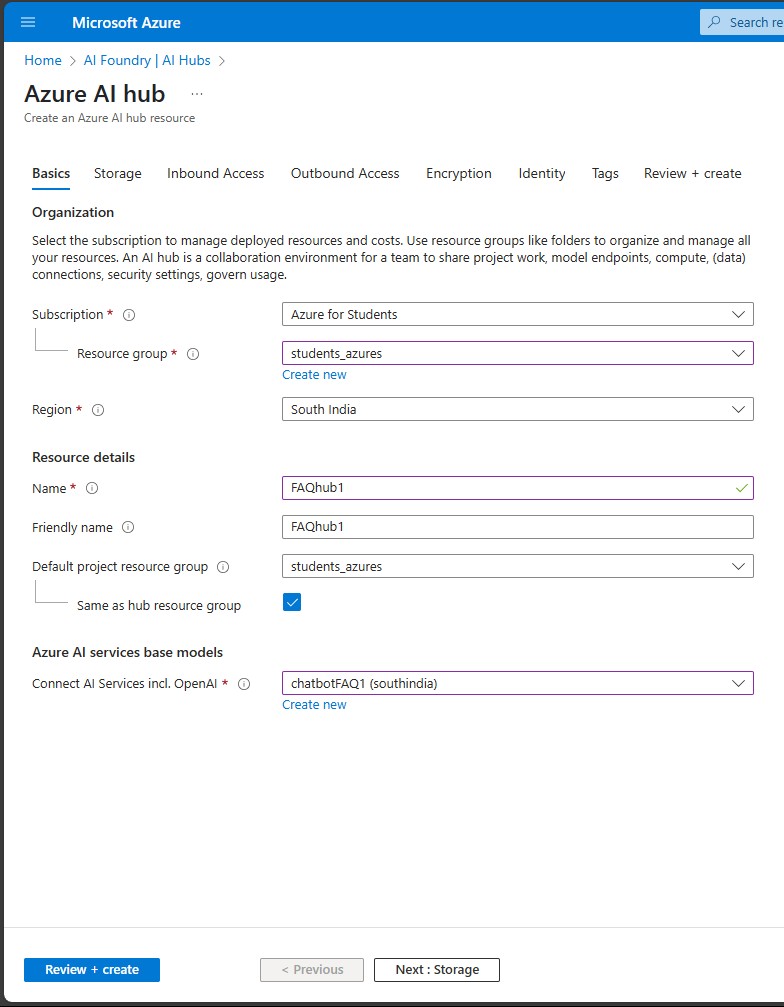 Microsoft Azure
Search re
Home > AI Foundry | AI Hubs >
Azure AI hub ...
Create an Azure AI hub resource
Basics Storage Inbound Access Outbound Access Encryption Identity Tags Review + create
Organization
Select the subscription to manage deployed resources and costs. Use resource groups like folders to organize and manage all
your resources. An AI hub is a collaboration environment for a team to share project work, model endpoints, compute, (data)
connections, security settings, govern usage.
Subscription * Azure for Students
Resource group * students_azures
Create new
Region * South India
Resource details
Name * FAQhub1
Friendly name FAQhub1
Default project resource group students_azures
Same as hub resource group
Azure AI services base models
Connect AI Services incl. OpenAI * chatbotFAQ1 (southindia)
Create new
Review + create < Previous Next : Storage